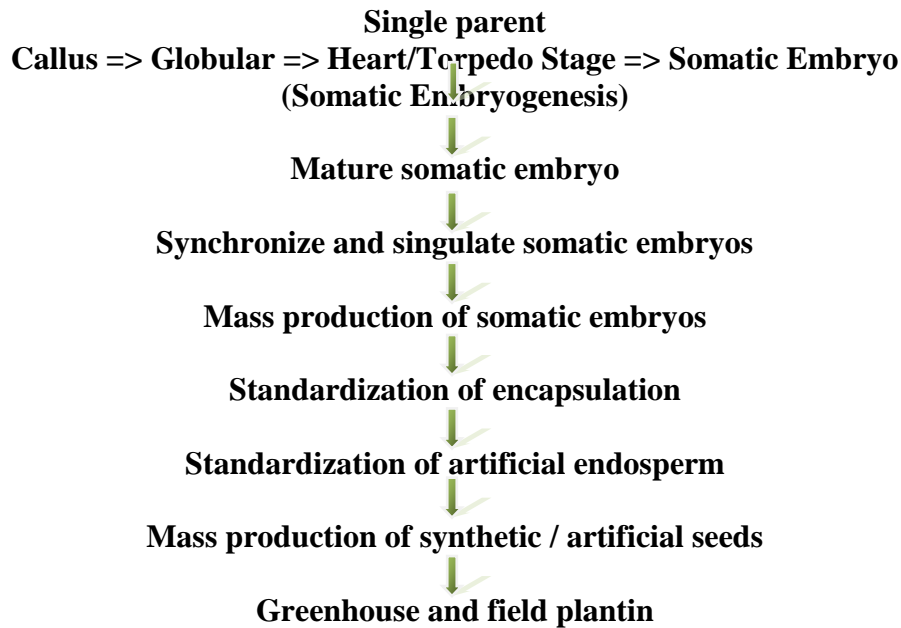 Single parent
Callus => Globular => Heart/Torpedo Stage => Somatic Embryo
(Somatic Embryogenesis)
Mature somatic embryo
Synchronize and singulate somatic embryos
Mass production of somatic embryos
Standardization of encapsulation
Standardization of artificial endosperm
Mass production of synthetic / artificial seeds
Greenhouse and field plantin